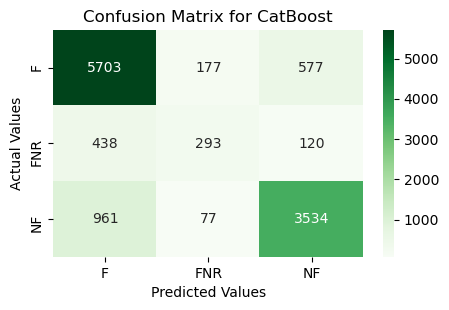 Confusion Matrix for CatBoost
Actual Values
F 5703 177 577
FNR 438 293 120
NF 961 77 3534
F FNR NF
Predicted Values
5000
4000
3000
2000
1000